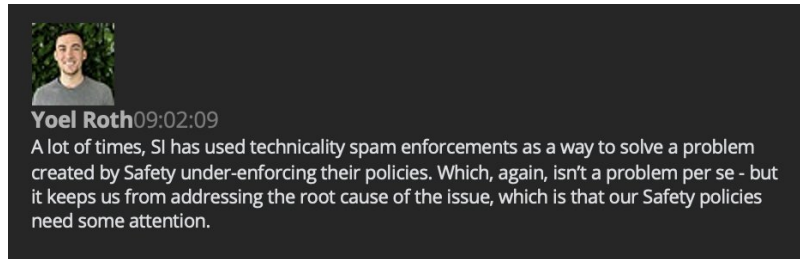 Yoel Roth09:02:09
A lot of times, SI has used technicality spam enforcements as a way to solve a problem
created by Safety under-enforcing their policies. Which, again, isn’t a problem per se - but
it keeps us from addressing the root cause of the issue, which is that our Safety policies
need some attention.